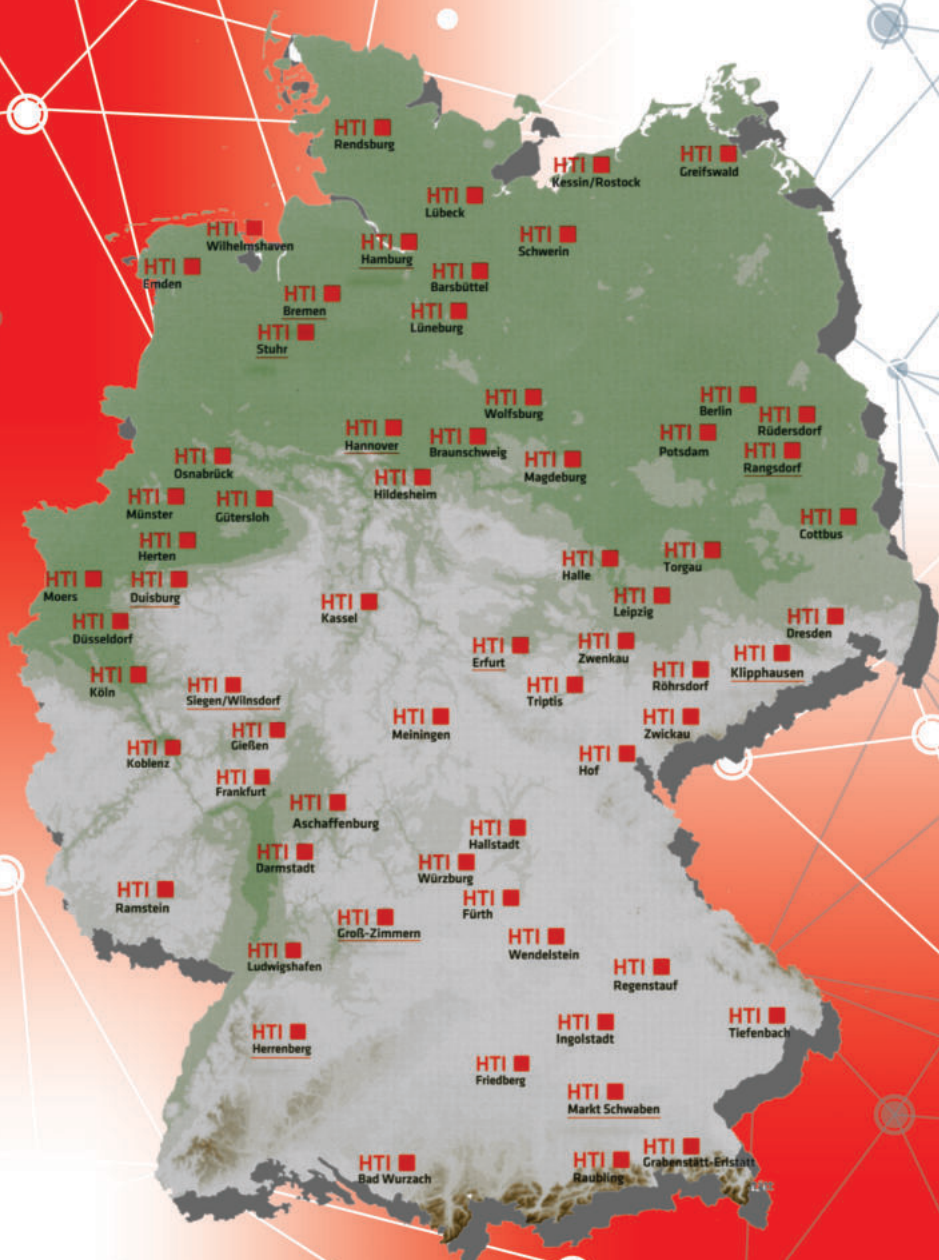 HTI
Rendsburg
HTI
Kessin/Rostock
HTI
Greifswald
HTI
Lübeck
HTI
Wilhelmshaven
HTI
Hamburg
HTI
Schwerin
HTI
Emden
HTI
Barsbüttel
HTI
Bremen
HTI
Lüneburg
HTI
Stuhr
HTI
Wolfsburg
HTI
Berlin
HTI
Rüdersdorf
HTI
Hannover
HTI
Braunschweig
HTI
Potsdam
HTI
Rangsdorf
HTI
Osnabrück
HTI
Magdeburg
HTI
Hildesheim
HTI
Münster
HTI
Gütersloh
HTI
Cottbus
HTI
Herten
HTI
Halle
HTI
Torgau
HTI
Moers
HTI
Duisburg
HTI
Kassel
HTI
Leipzig
HTI
Düsseldorf
HTI
Dresden
HTI
Erfurt
HTI
Zwenkau
HTI
Klipphausen
HTI
Köln
HTI
Siegen/Wilnsdorf
HTI
Triptis
HTI
Röhrsdorf
HTI
Gießen
HTI
Meiningen
HTI
Zwickau
HTI
Koblenz
HTI
Hof
HTI
Frankfurt
HTI
Aschaffenburg
HTI
Hallstadt
HTI
Darmstadt
HTI
Würzburg
HTI
Ramstein
HTI
Fürth
HTI
Groß-Zimmern
HTI
Wendelstein
HTI
Ludwigshafen
HTI
Regenstauf
HTI
Tiefenbach
HTI
Ingolstadt
HTI
Herrenberg
HTI
Friedberg
HTI
Markt Schwaben
HTI
Grabenstätt-Erlstätt
HTI
Bad Wurzach
HTI
Raubling